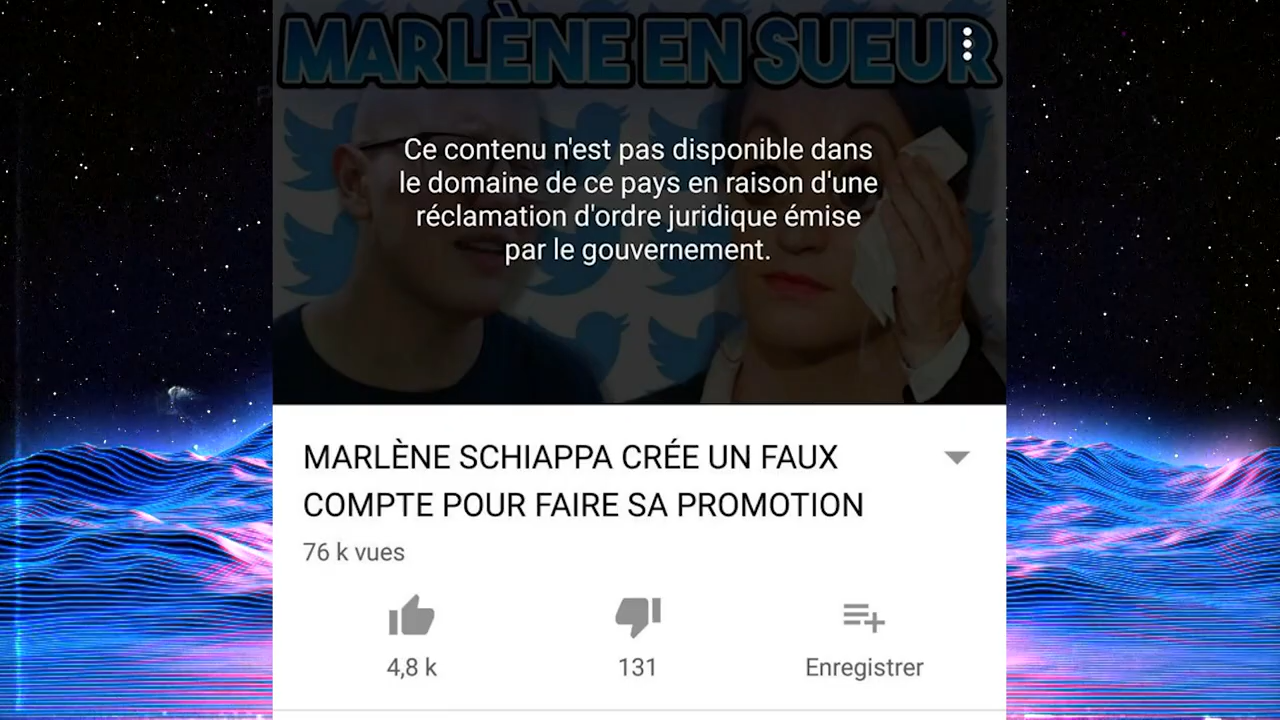 MARLÈNE EN SUEUR
Ce contenu n'est pas disponible dans
le domaine de ce pays en raison d'une
réclamation d'ordre juridique émise
par le gouvernement.
MARLÈNE SCHIAPPA CRÉE UN FAUX
COMPTE POUR FAIRE SA PROMOTION
76 k vues
4,8 k
131
Enregistrer